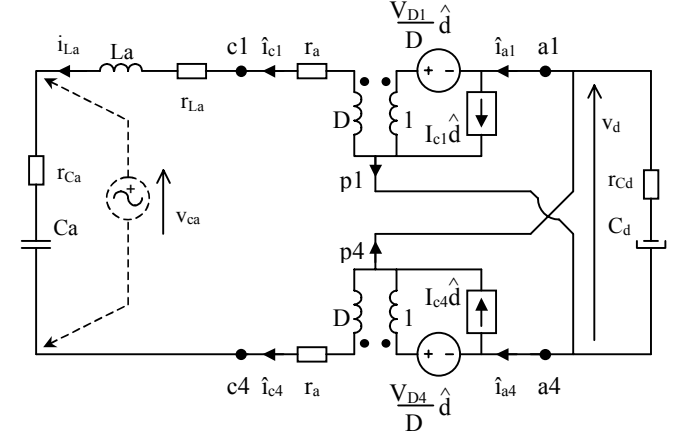 V_D1/D d̂
i_La
La
c1
î_c1
r_a
î_a1
a1
+ −
r_La
D
1
I_c1 d̂
v_d
r_Ca
+
p1
r_Cd
v_ca
Ca
C_d
p4
D
1
I_c4 d̂
+ −
c4
î_c4
r_a
î_a4
a4
V_D4/D d̂